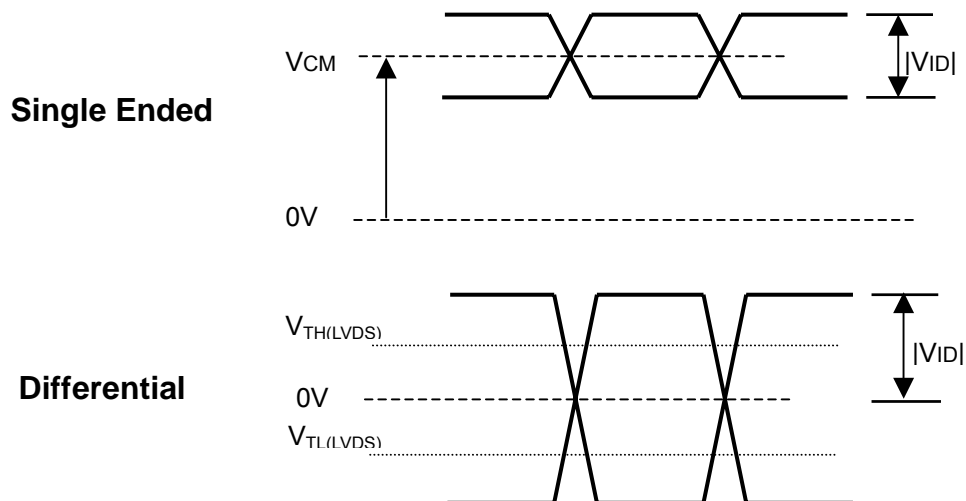 VCM
|VID|
Single Ended
0V
VTH(LVDS)
|VID|
Differential
0V
VTL(LVDS)